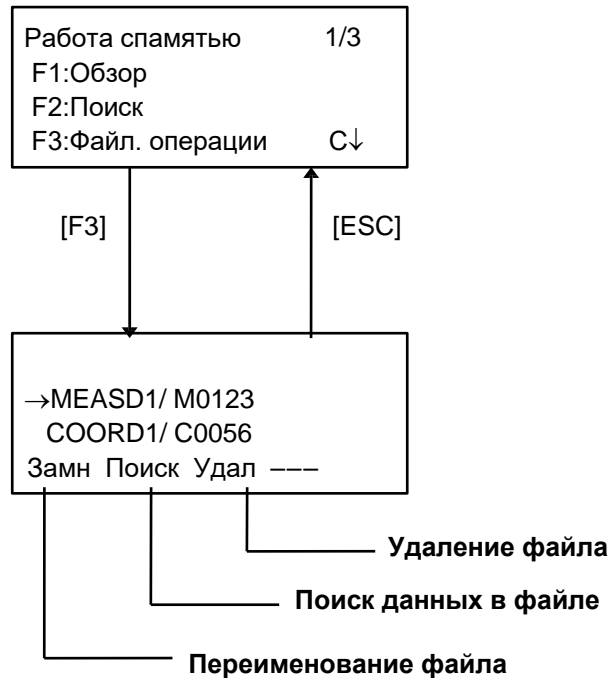 Работа спамятью 1/3
F1:Обзор
F2:Поиск
F3:Файл. операции С↓
[F3] [ESC]
→MEASD1/ M0123
COORD1/ C0056
Замн Поиск Удал –––
Удаление файла
Поиск данных в файле
Переименование файла